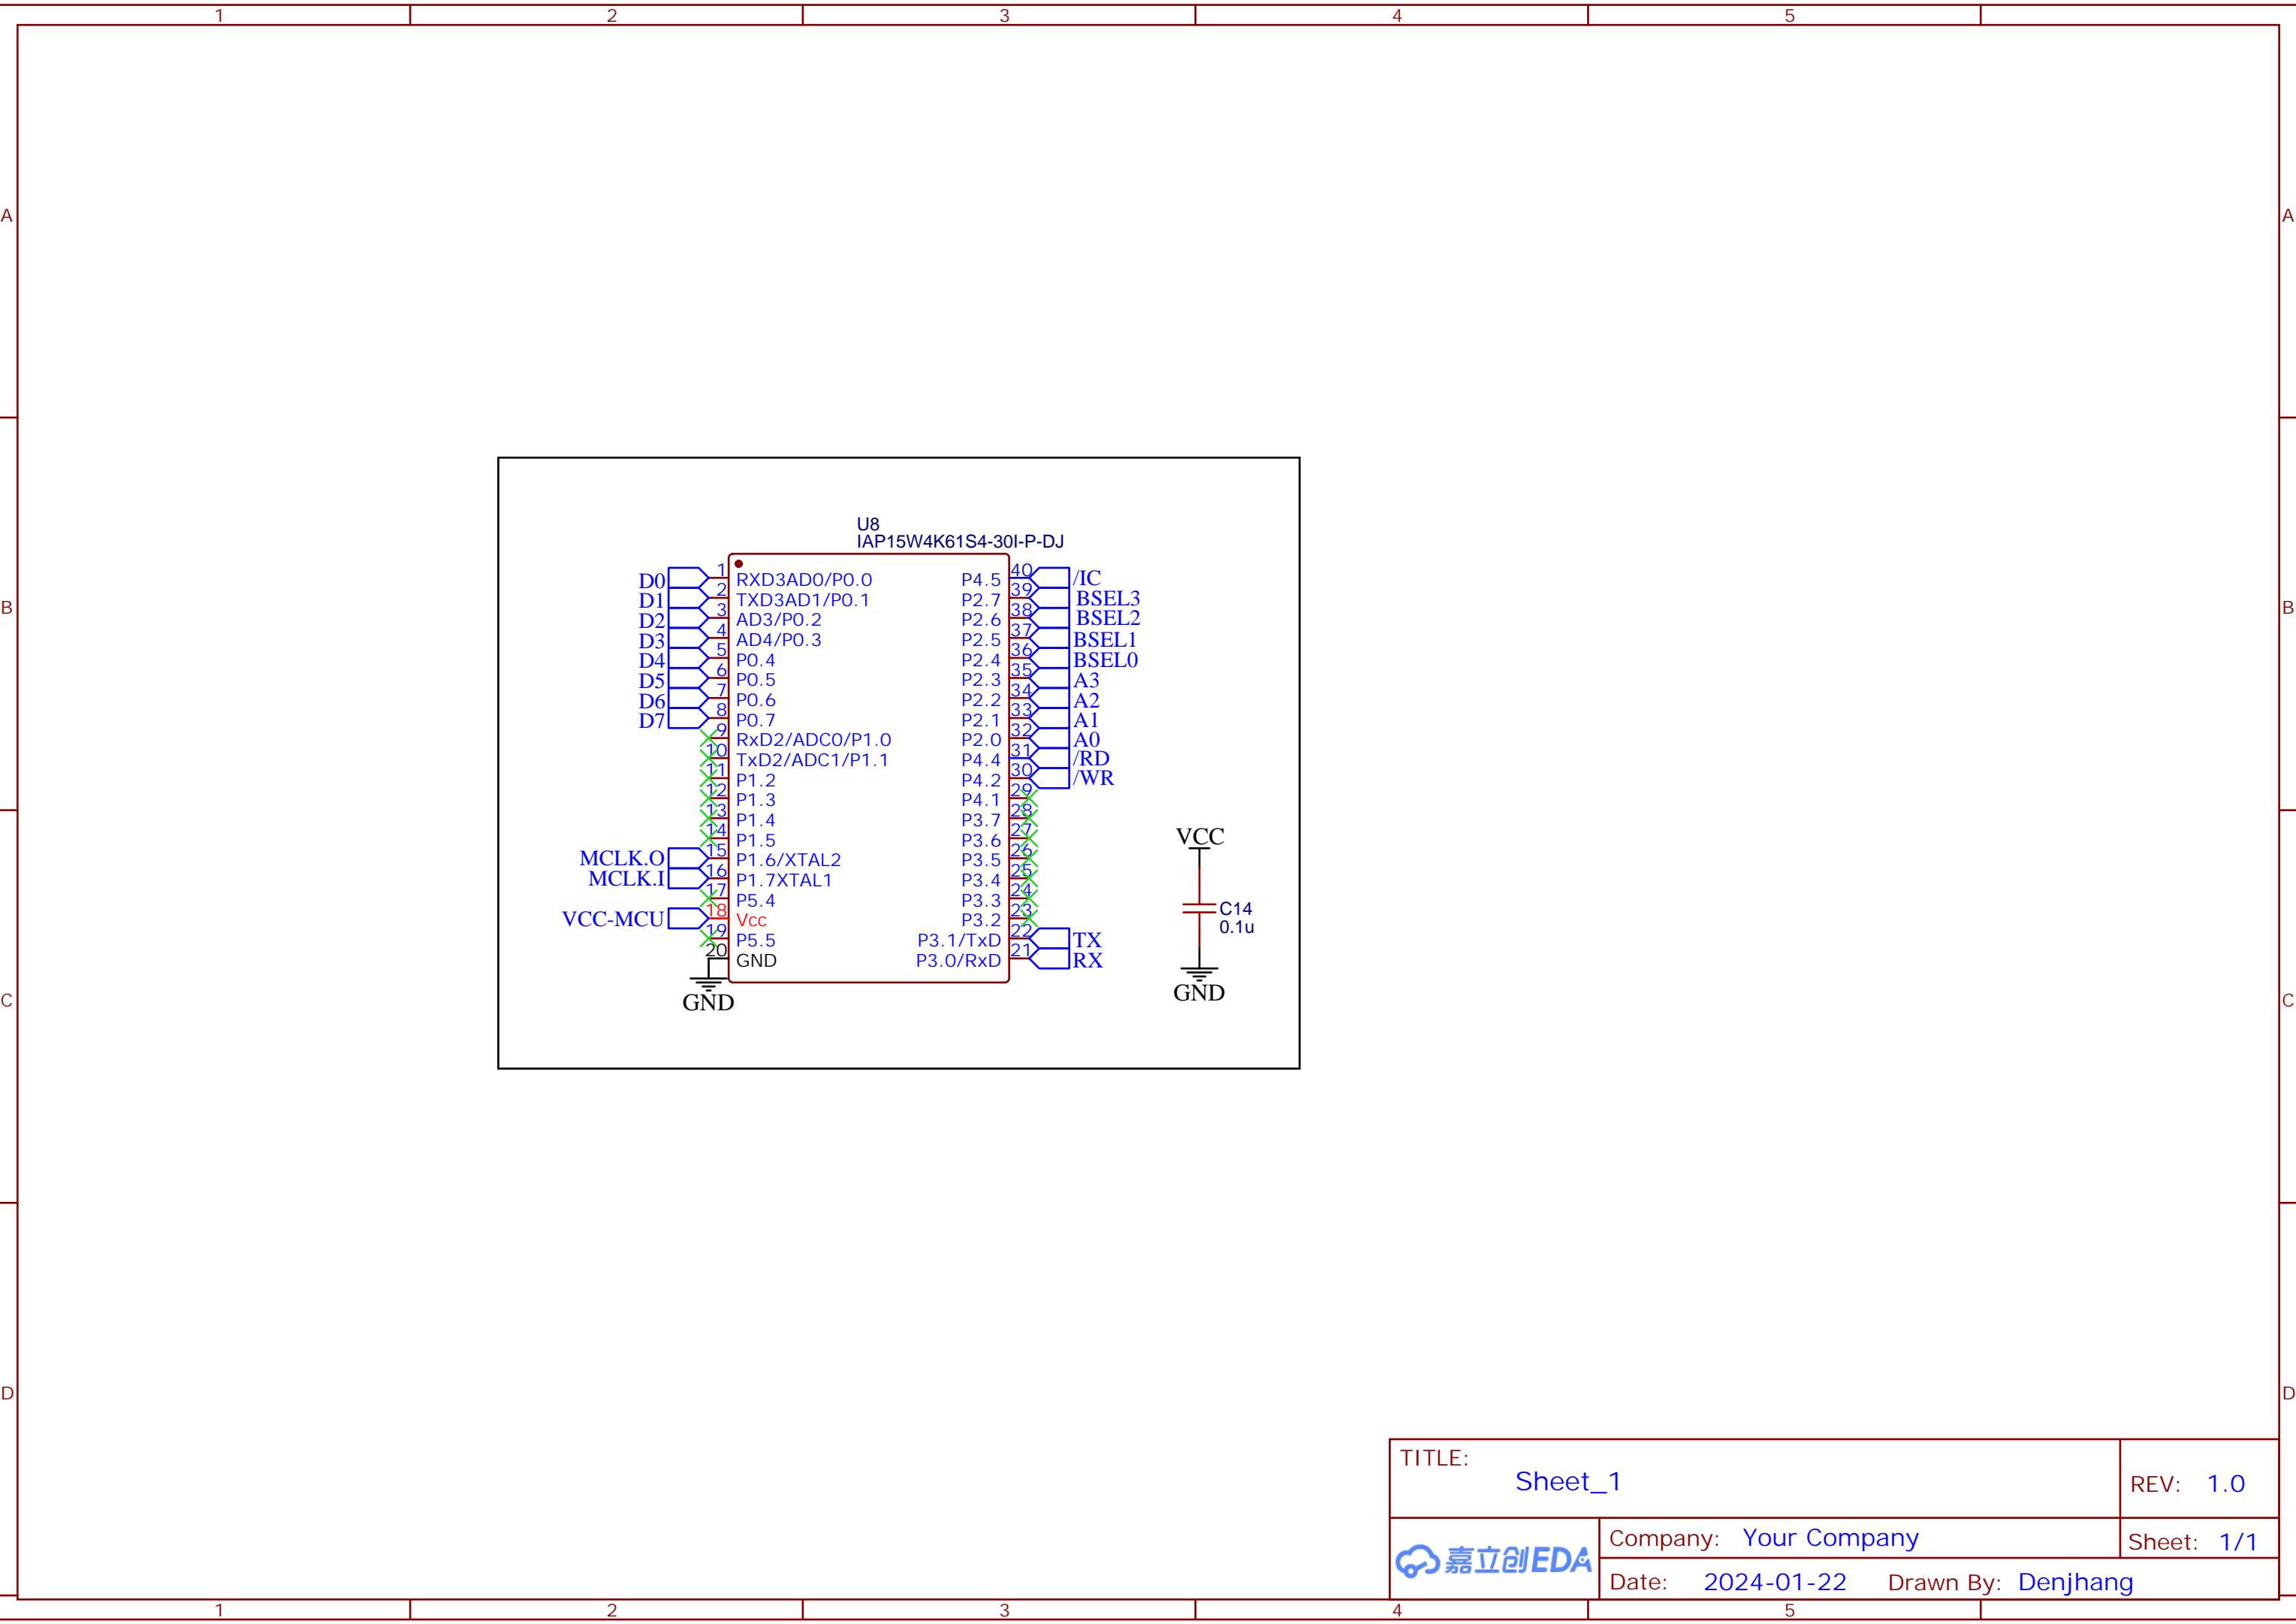 1 2 3 4 5
A A
B B
C C
D D
U8
IAP15W4K61S4-30I-P-DJ
D0 1 RXD3AD0/P0.0 P4.5 40 /IC
D1 2 TXD3AD1/P0.1 P2.7 39 BSEL3
D2 3 AD3/P0.2 P2.6 38 BSEL2
D3 4 AD4/P0.3 P2.5 37 BSEL1
D4 5 P0.4 P2.4 36 BSEL0
D5 6 P0.5 P2.3 35 A3
D6 7 P0.6 P2.2 34 A2
D7 8 P0.7 P2.1 33 A1
9 RxD2/ADC0/P1.0 P2.0 32 A0
10 TxD2/ADC1/P1.1 P4.4 31 /RD
11 P1.2 P4.2 30 /WR
12 P1.3 P4.1 29
13 P1.4 P3.7 28
14 P1.5 P3.6 27
MCLK.O 15 P1.6/XTAL2 P3.5 26
MCLK.I 16 P1.7XTAL1 P3.4 25
17 P5.4 P3.3 24
VCC-MCU 18 Vcc P3.2 23
19 P5.5 P3.1/TxD 22 TX
20 GND P3.0/RxD 21 RX
GND
VCC
C14
0.1u
GND
TITLE:
Sheet_1
REV: 1.0
嘉立创EDA
Company: Your Company
Sheet: 1/1
Date: 2024-01-22 Drawn By: Denjhang
1 2 3 4 5